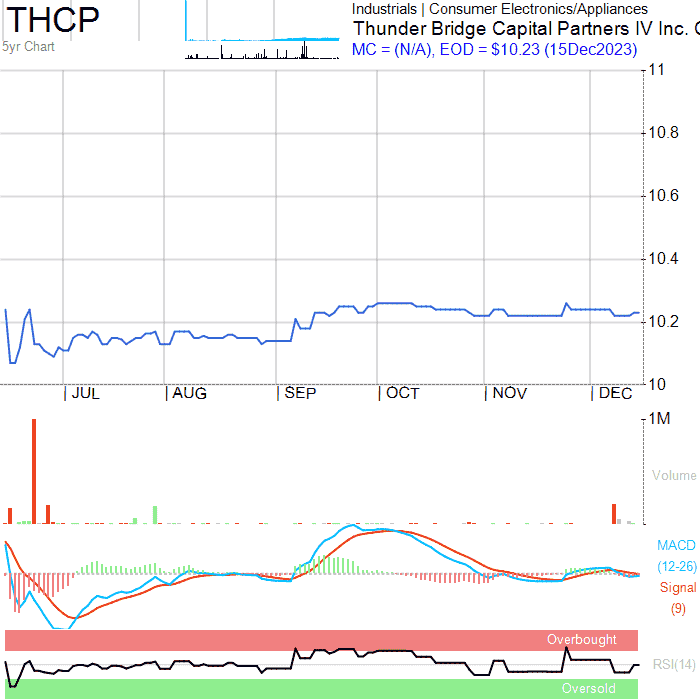 THCP
5yr Chart
Industrials | Consumer Electronics/Appliances
Thunder Bridge Capital Partners IV Inc.
MC = (N/A), EOD = $10.23 (15Dec2023)
11
10.8
10.6
10.4
10.2
10
| JUL | AUG | SEP | OCT | NOV | DEC
1M
Volume
MACD
(12-26)
Signal
(9)
Overbought
RSI(14)
Oversold